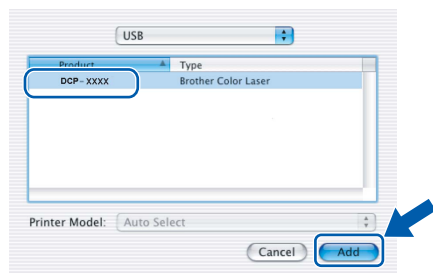 USB
Product Type
DCP-XXXX Brother Color Laser
Printer Model: Auto Select
Cancel Add